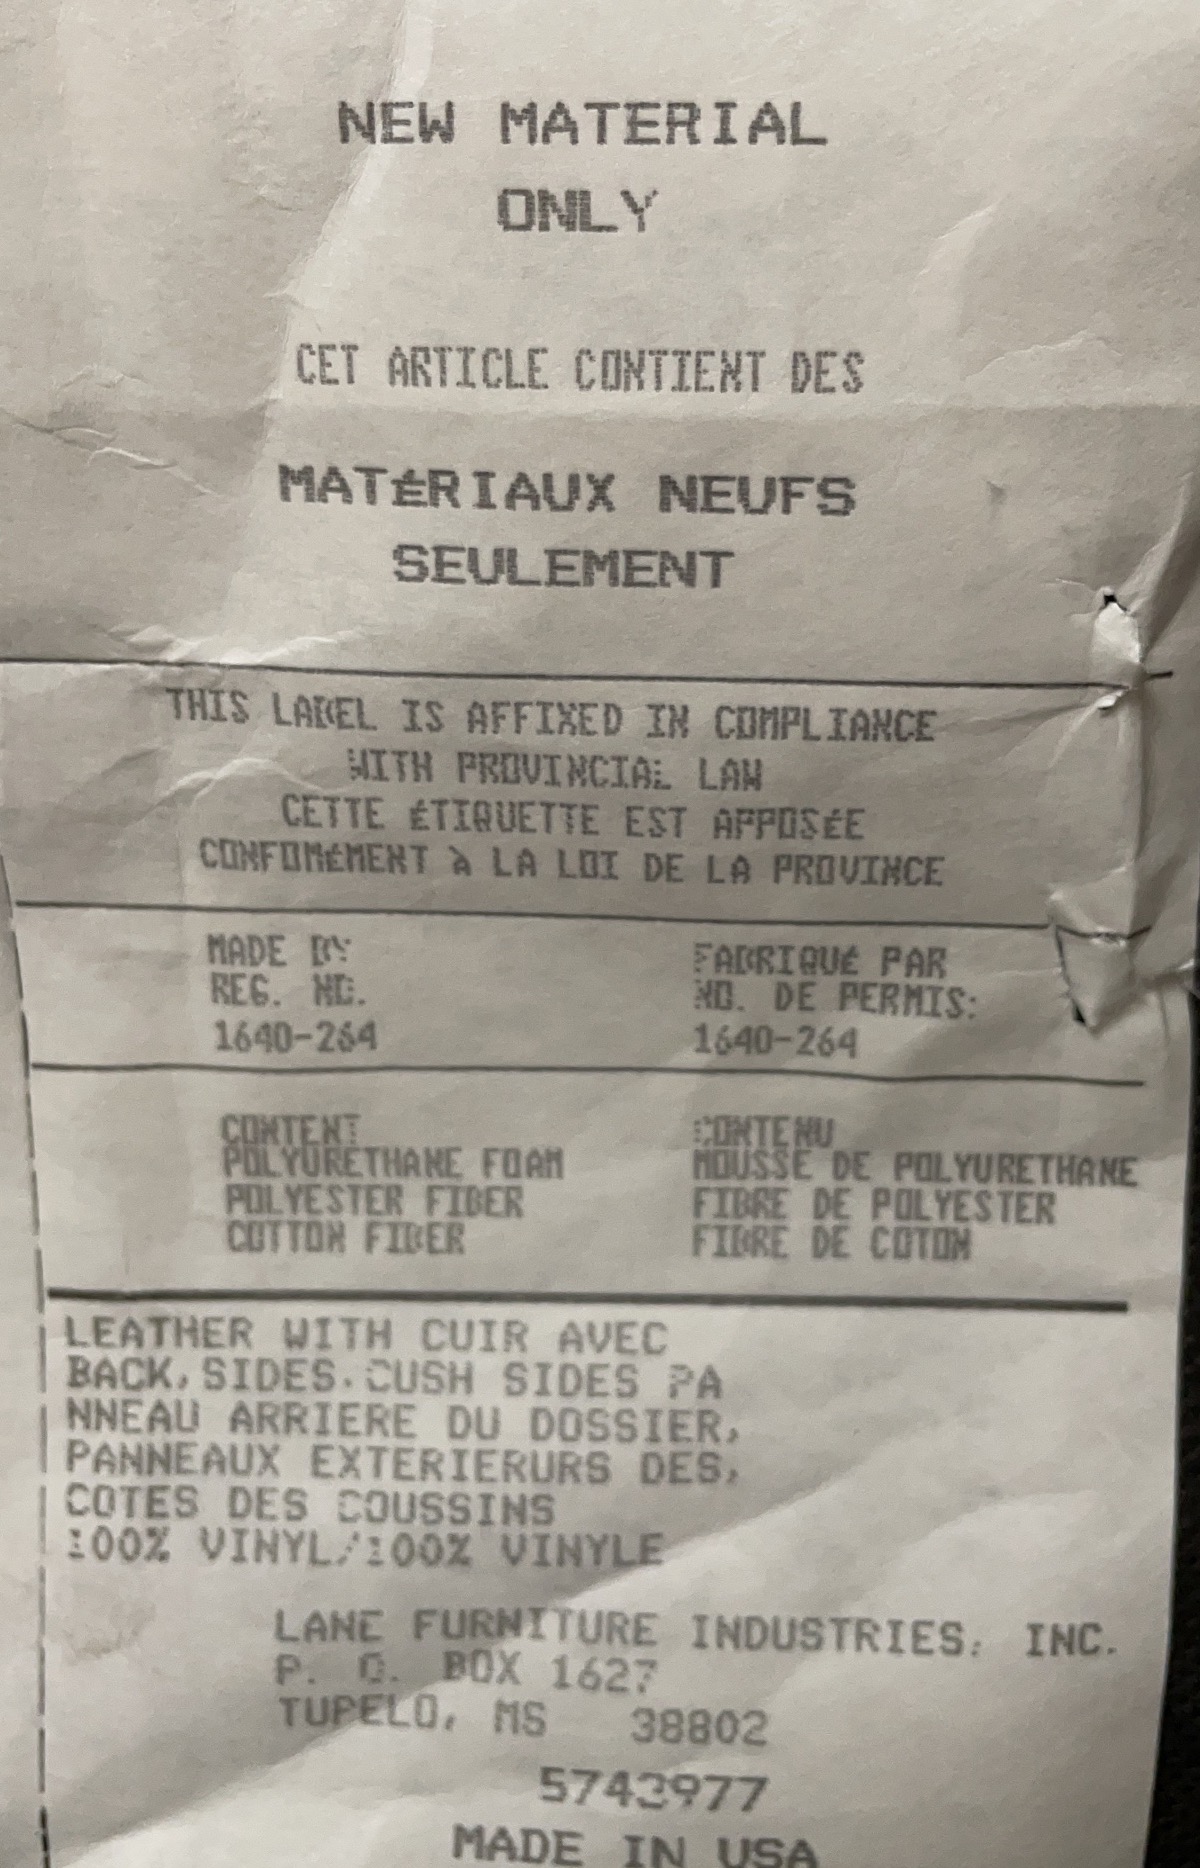 NEW MATERIAL
ONLY
CET ARTICLE CONTIENT DES
MATÉRIAUX NEUFS
SEULEMENT
THIS LABEL IS AFFIXED IN COMPLIANCE
WITH PROVINCIAL LAW
CETTE ÉTIQUETTE EST APPOSÉE
CONFOMÉMENT À LA LOI DE LA PROVINCE
MADE BY FABRIQUÉ PAR
REG. NO. NO. DE PERMIS:
1640-264 1640-264
CONTENT CONTENU
POLYURETHANE FOAM MOUSSE DE POLYURETHANE
POLYESTER FIBER FIBRE DE POLYESTER
COTTON FIBER FIBRE DE COTON
LEATHER WITH CUIR AVEC
BACK,SIDES.CUSH SIDES PA
NNEAU ARRIERE DU DOSSIER,
PANNEAUX EXTERIERURS DES,
COTES DES COUSSINS
100% VINYL/100% VINYLE
LANE FURNITURE INDUSTRIES, INC.
P. O. BOX 1627
TUPELO, MS 38802
MADE IN USA